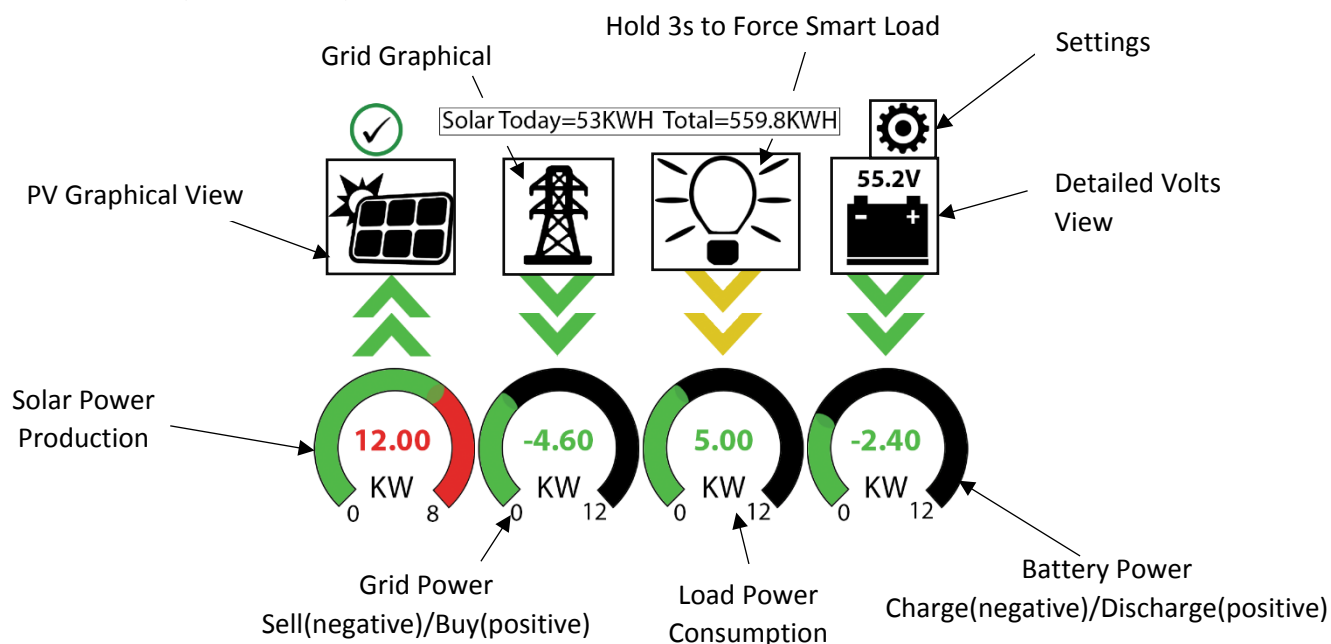 Hold 3s to Force Smart Load
Grid Graphical
Settings
Solar Today=53KWH Total=559.8KWH
PV Graphical View
55.2V
- +
Detailed Volts
View
Solar Power
Production
12.00
KW
0 8
-4.60
KW
0 12
5.00
KW
0 12
-2.40
KW
0 12
Grid Power
Sell(negative)/Buy(positive)
Load Power
Consumption
Battery Power
Charge(negative)/Discharge(positive)